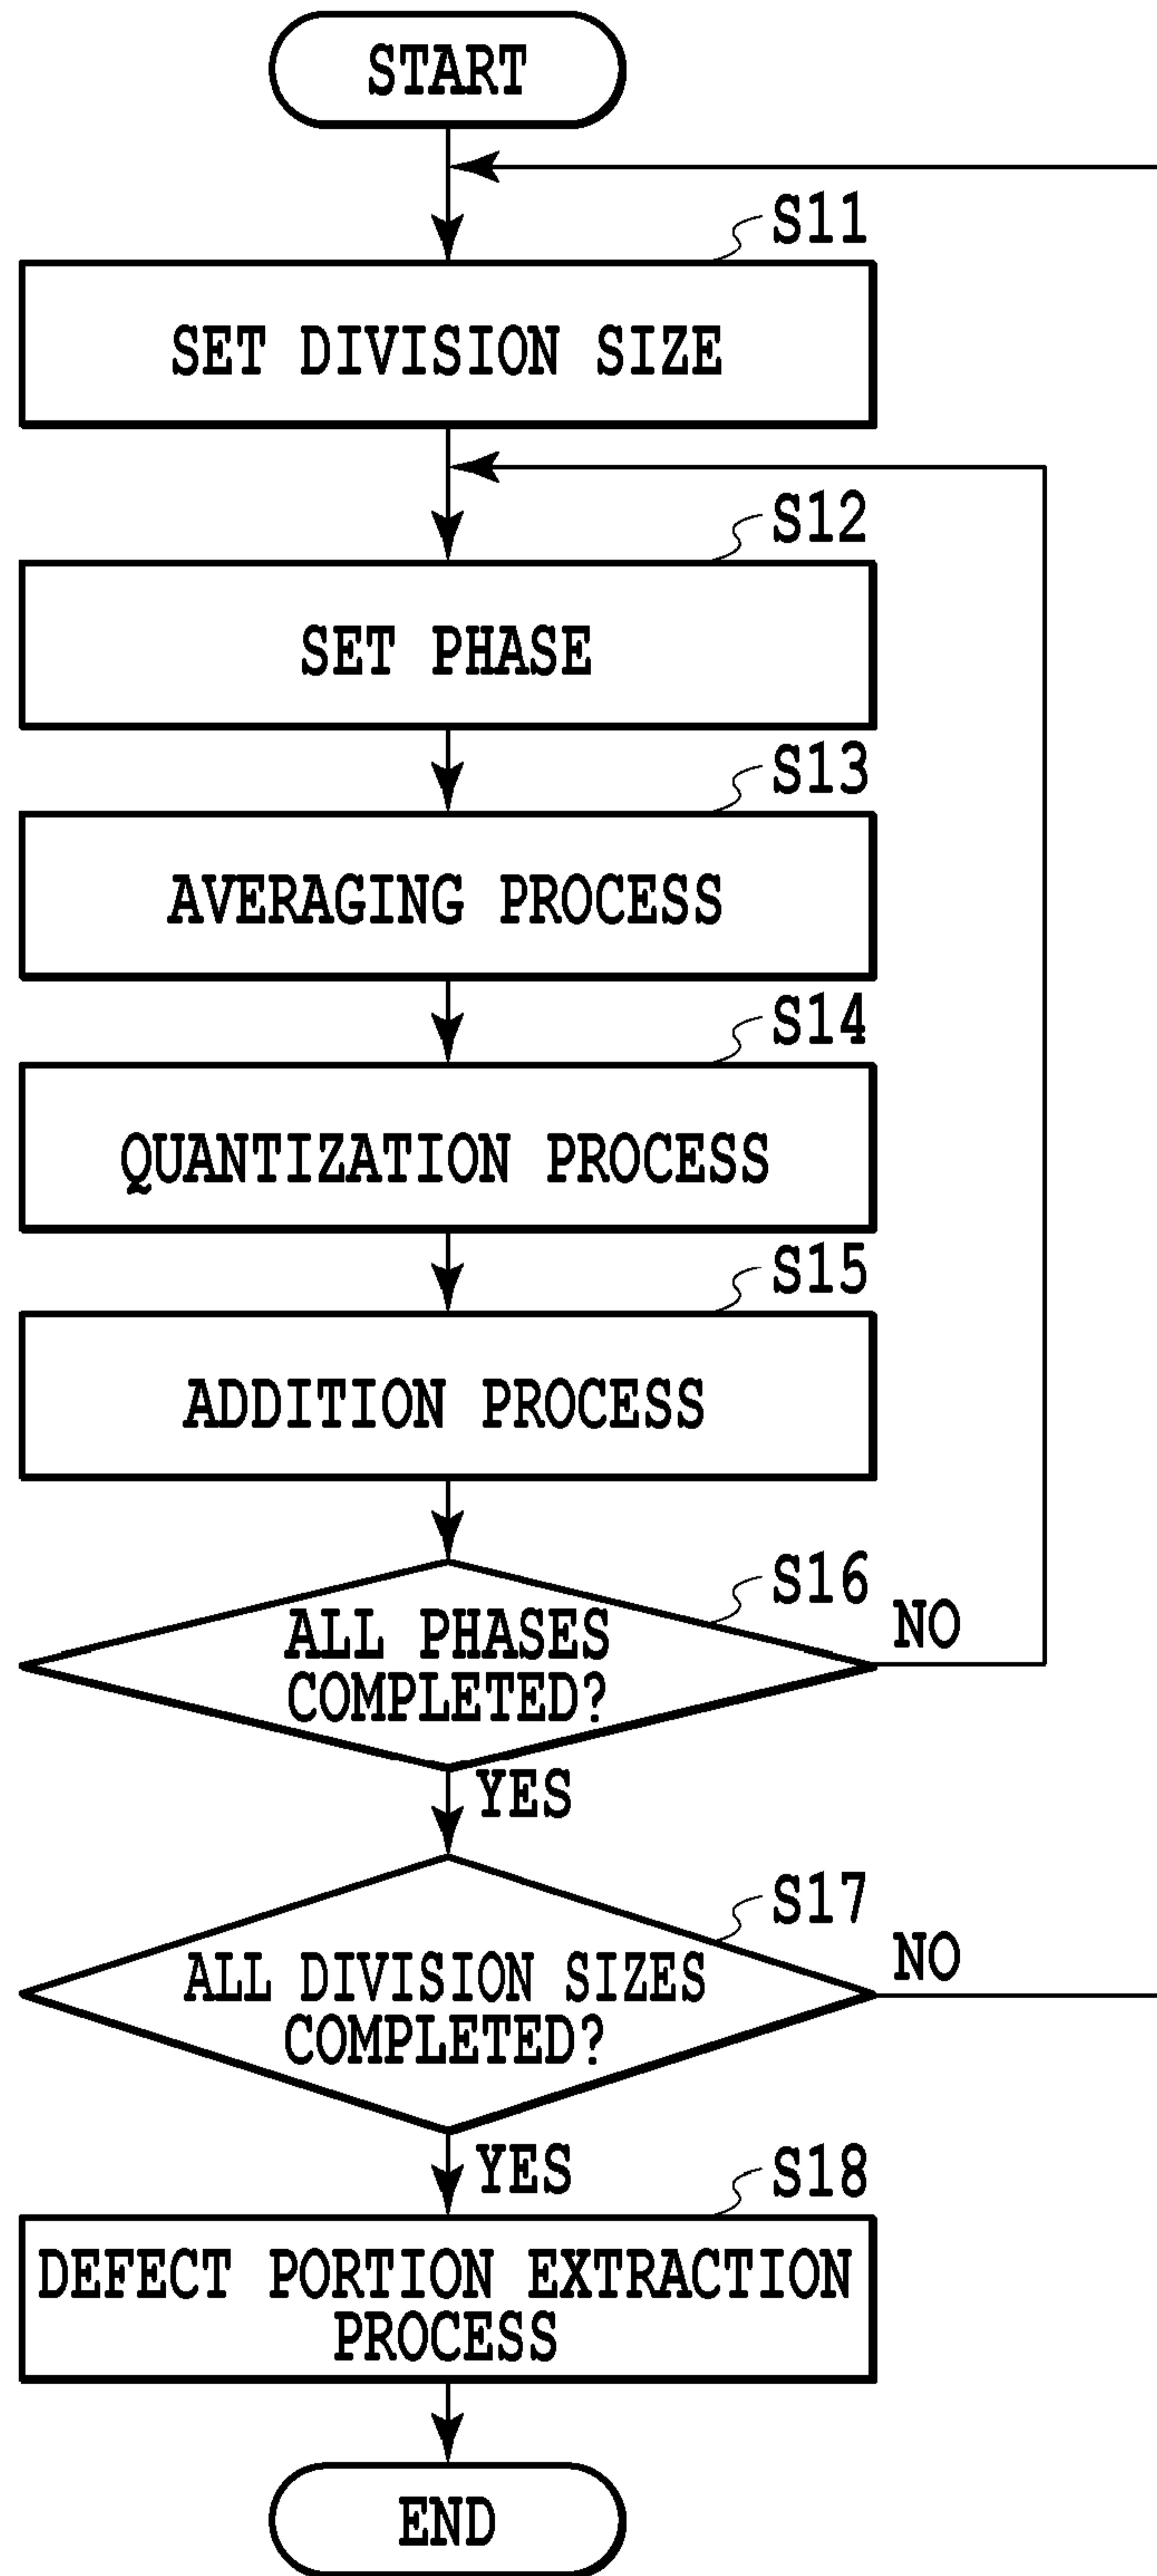 START
S11
SET DIVISION SIZE
S12
SET PHASE
S13
AVERAGING PROCESS
S14
QUANTIZATION PROCESS
S15
ADDITION PROCESS
S16
ALL PHASES
COMPLETED?
NO
YES
S17
ALL DIVISION SIZES
COMPLETED?
NO
YES
S18
DEFECT PORTION EXTRACTION
PROCESS
END